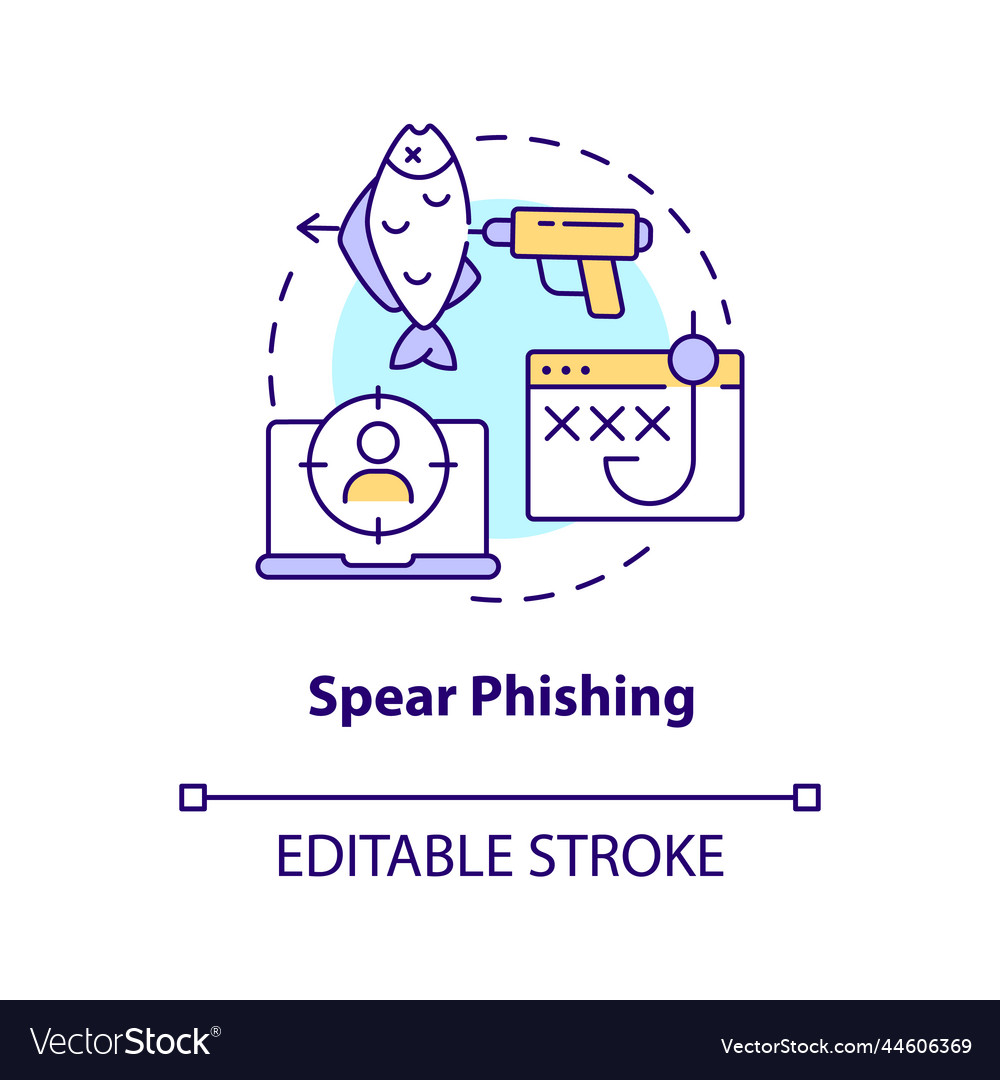 Spear Phishing
EDITABLE STROKE
VectorStock®
VectorStock.com/44606369